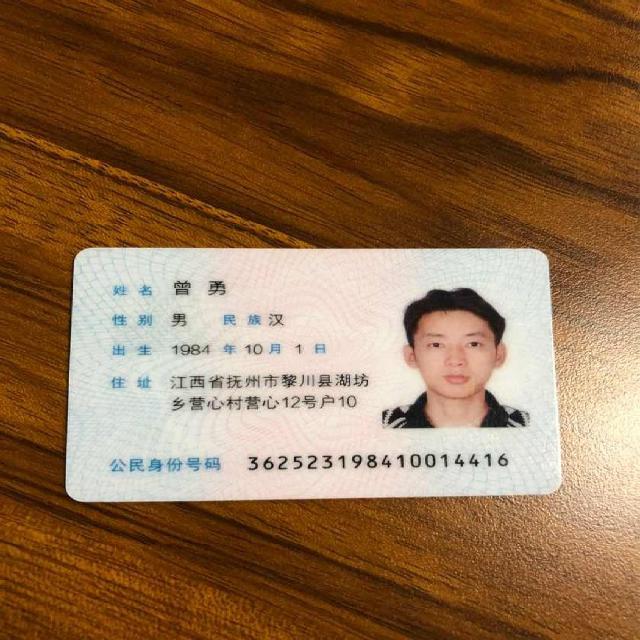 姓名 曾勇
性别 男 民族 汉
出生 1984 年 10 月 1 日
住址 江西省抚州市黎川县湖坊
乡营心村营心12号户10
公民身份号码 362523198410014416